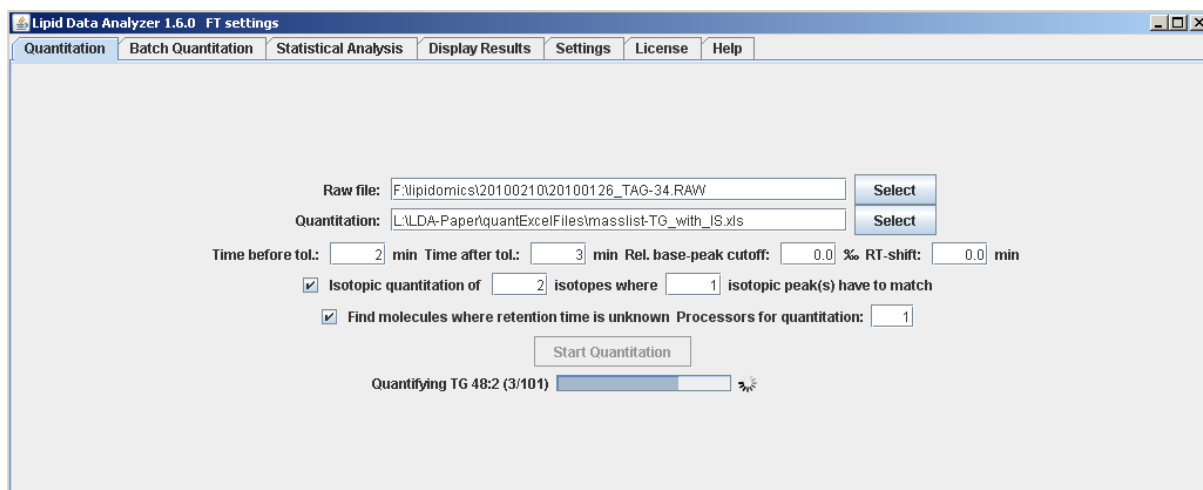 Lipid Data Analyzer 1.6.0 FT settings
Quantitation Batch Quantitation Statistical Analysis Display Results Settings License Help
Raw file: F:\lipidomics\20100210\20100126_TAG-34.RAW Select
Quantitation: L:\LDA-Paper\quantExcelFiles\masslist-TG_with_IS.xls Select
Time before tol.: 2 min Time after tol.: 3 min Rel. base-peak cutoff: 0.0 ‰ RT-shift: 0.0 min
Isotopic quantitation of 2 isotopes where 1 isotopic peak(s) have to match
Find molecules where retention time is unknown Processors for quantitation: 1
Start Quantitation
Quantifying TG 48:2 (3/101)